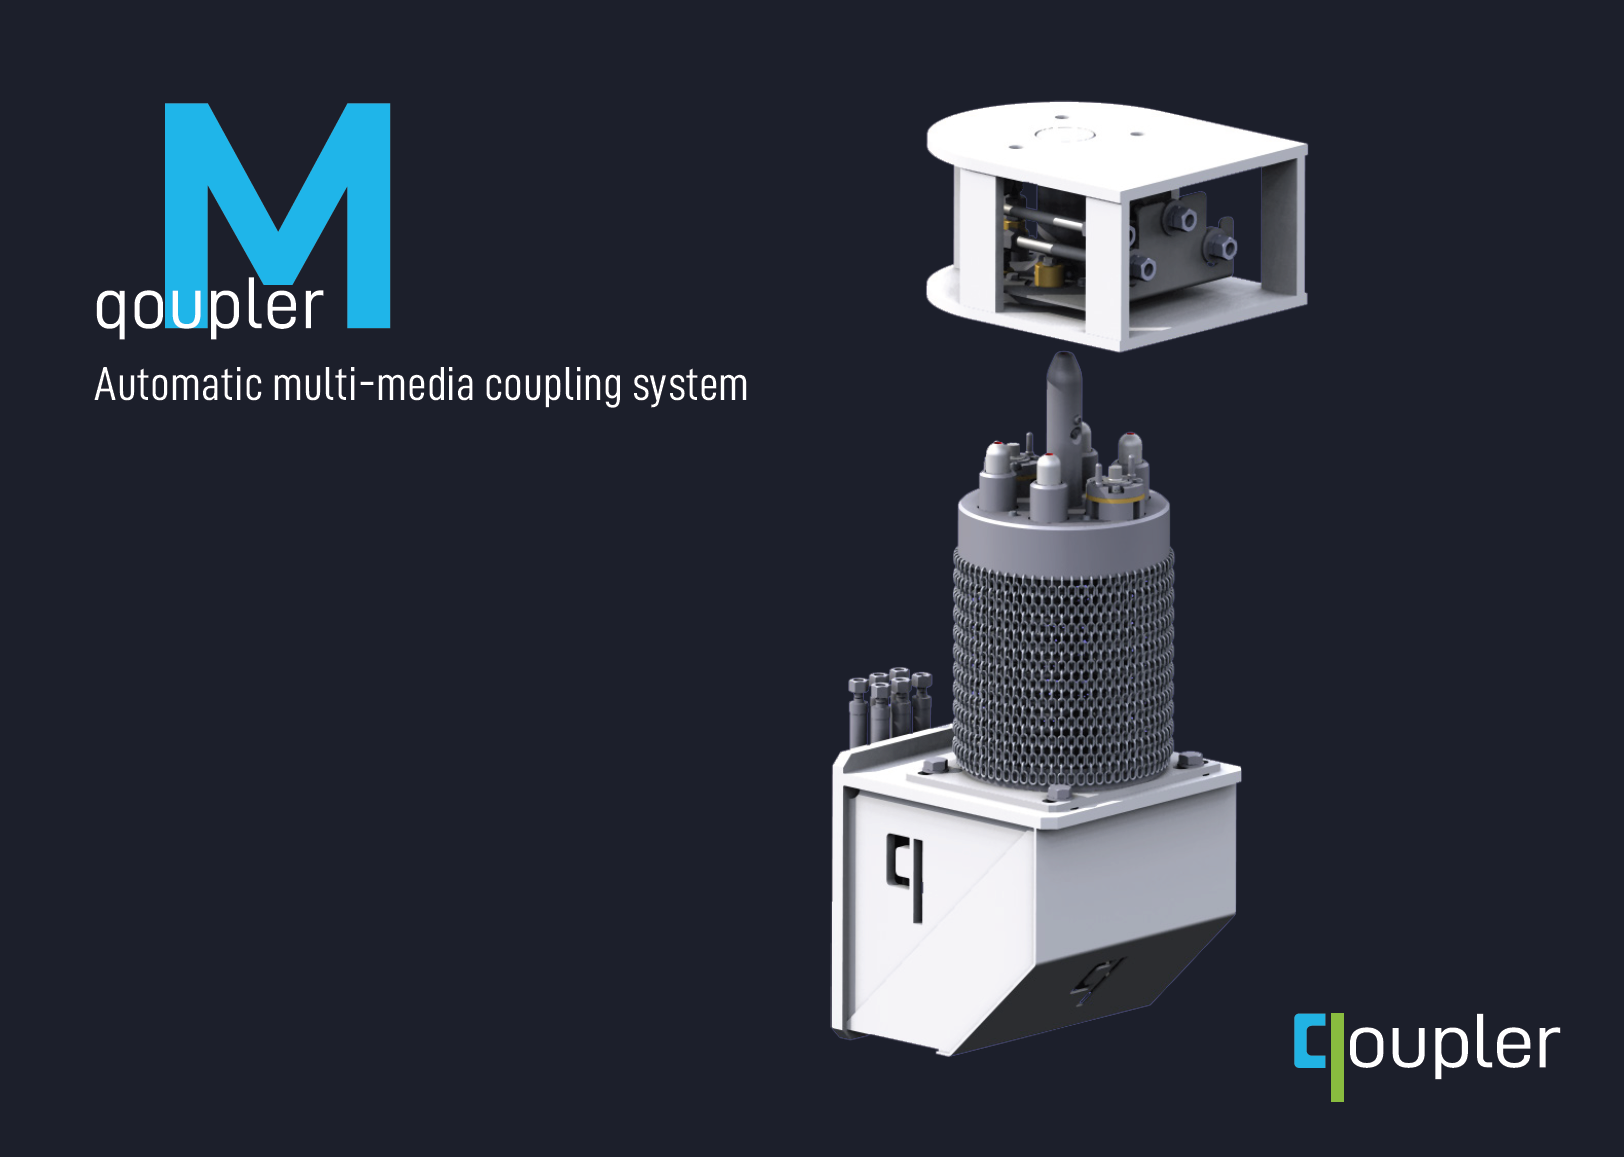 M
qoupler
Automatic multi-media coupling system
q
q
qoupler